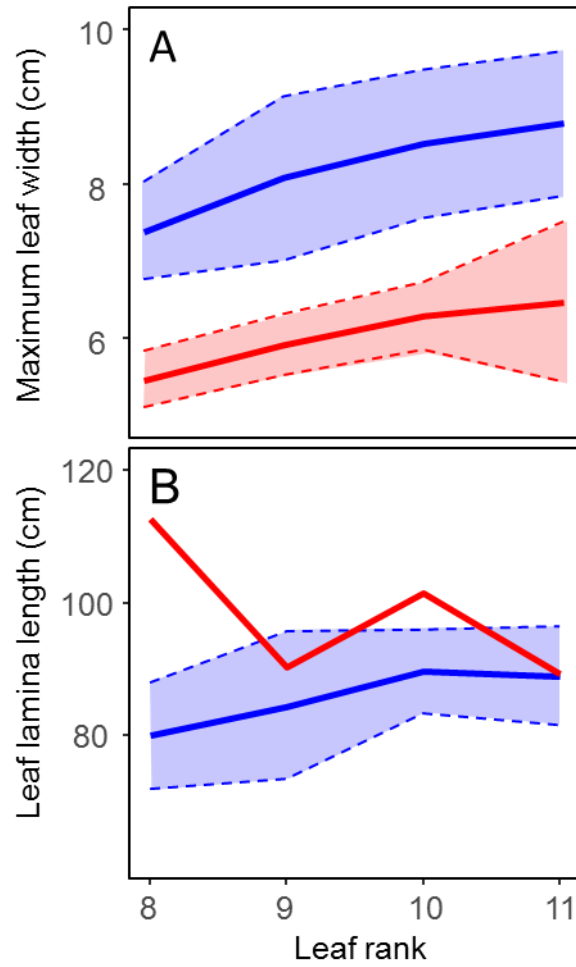 A
Maximum leaf width (cm)
10
8
6
B
Leaf lamina length (cm)
120
100
80
8 9 10 11
Leaf rank